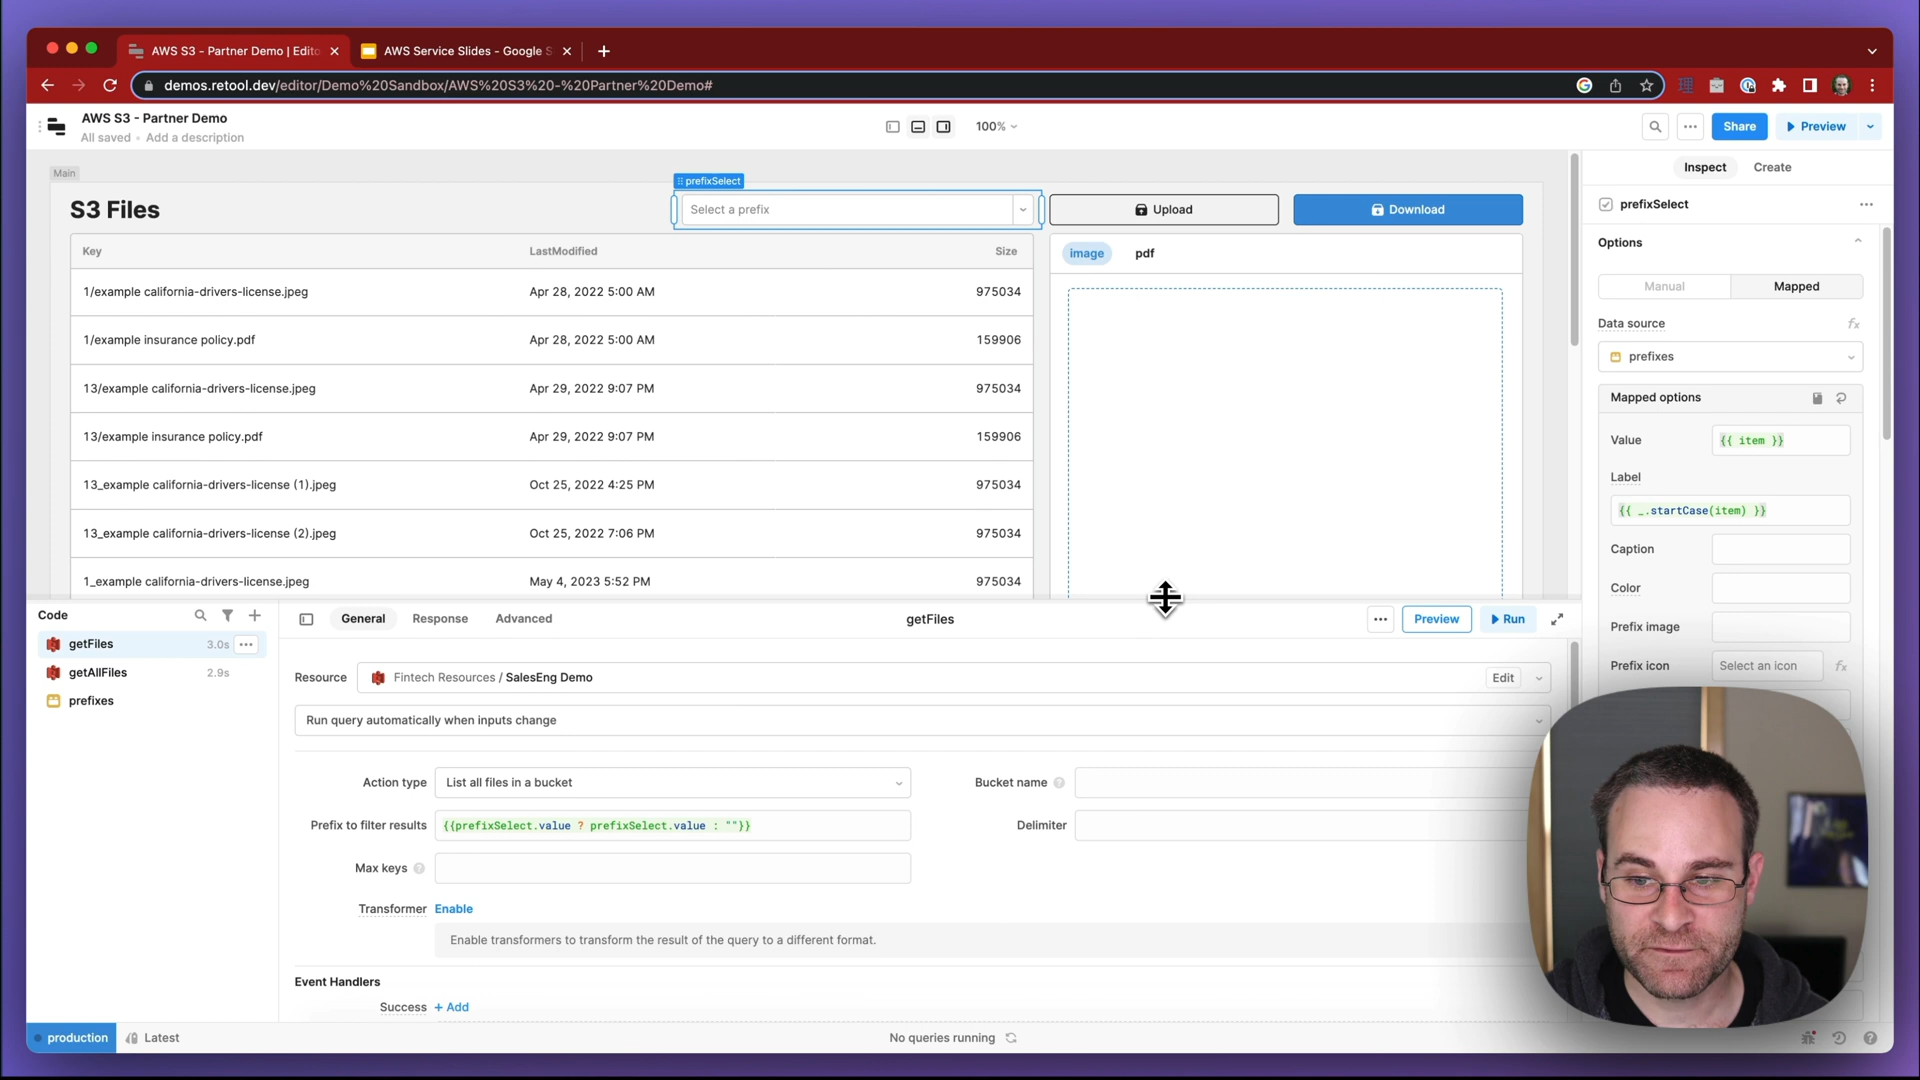 AWS S3 - Partner Demo | Edito
AWS Service Slides - Google S
demos.retool.dev/editor/Demo%20Sandbox/AWS%20S3%20-%20Partner%20Demo#
AWS S3 - Partner Demo
All saved • Add a description
100%
Share
Preview
Main
prefixSelect
S3 Files
Select a prefix
Upload
Download
Key LastModified Size
1/example california-drivers-license.jpeg Apr 28, 2022 5:00 AM 975034
1/example insurance policy.pdf Apr 28, 2022 5:00 AM 159906
13/example california-drivers-license.jpeg Apr 29, 2022 9:07 PM 975034
13/example insurance policy.pdf Apr 29, 2022 9:07 PM 159906
13_example california-drivers-license (1).jpeg Oct 25, 2022 4:25 PM 975034
13_example california-drivers-license (2).jpeg Oct 25, 2022 7:06 PM 975034
1_example california-drivers-license.jpeg May 4, 2023 5:52 PM 975034
image pdf
Inspect Create
prefixSelect
Options
Manual Mapped
Data source
prefixes
Mapped options
Value {{ item }}
Label
{{ _.startCase(item) }}
Caption
Color
Prefix image
Prefix icon Select an icon
Code
getFiles 3.0s
getAllFiles 2.9s
prefixes
General Response Advanced
getFiles
Preview
Run
Resource Fintech Resources / SalesEng Demo Edit
Run query automatically when inputs change
Action type List all files in a bucket
Bucket name
Prefix to filter results {{prefixSelect.value ? prefixSelect.value : ""}}
Delimiter
Max keys
Transformer Enable
Enable transformers to transform the result of the query to a different format.
Event Handlers
Success + Add
production
Latest
No queries running